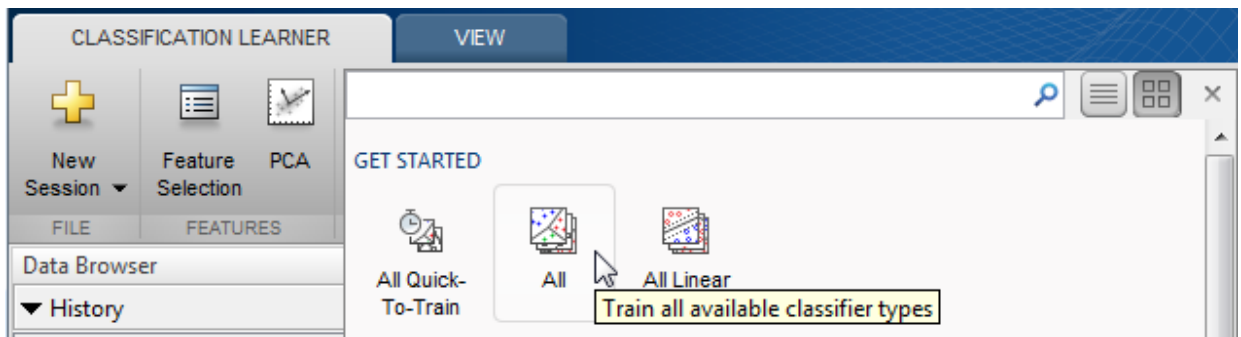 CLASSIFICATION LEARNER
VIEW
New
Session
Feature
Selection
PCA
FILE
FEATURES
GET STARTED
All Quick-
To-Train
All
All Linear
Train all available classifier types
Data Browser
History